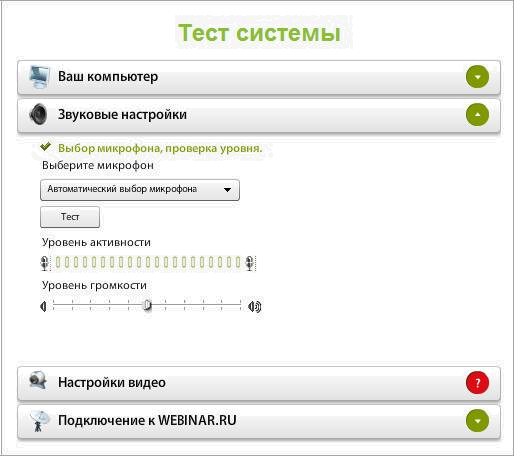 Тест системы
Ваш компьютер
Звуковые настройки
Выбор микрофона, проверка уровня.
Выберите микрофон
Автоматический выбор микрофона
Тест
Уровень активности
Уровень громкости
Настройки видео
?
Подключение к WEBINAR.RU